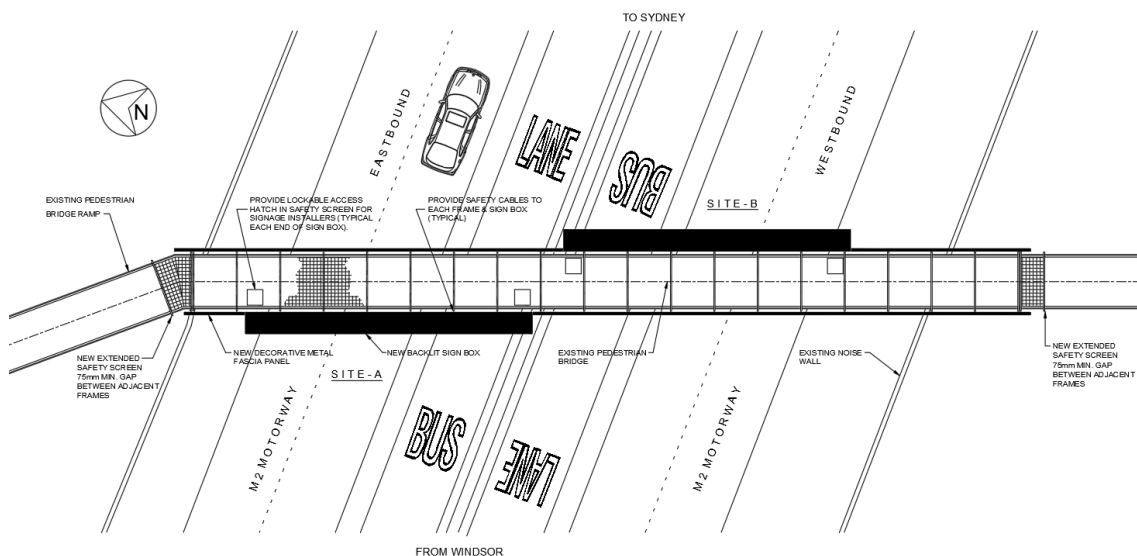 TO SYDNEY
N
EASTBOUND
LANE
BUS
WESTBOUND
EXISTING PEDESTRIAN
BRIDGE RAMP
PROVIDE LOCKABLE ACCESS
HATCH IN SAFETY SCREEN FOR
SIGNAGE INSTALLERS (TYPICAL
EACH END OF SIGN BOX).
PROVIDE SAFETY CABLES TO
EACH FRAME & SIGN BOX
(TYPICAL)
SITE-B
NEW EXTENDED
SAFETY SCREEN
75mm MIN. GAP
BETWEEN ADJACENT
FRAMES
NEW DECORATIVE METAL
FASCIA PANEL
NEW BACKLIT SIGN BOX
SITE-A
EXISTING PEDESTRIAN
BRIDGE
EXISTING NOISE
WALL
NEW EXTENDED
SAFETY SCREEN
75mm MIN. GAP
BETWEEN ADJACENT
FRAMES
M2 MOTORWAY
BUS
LANE
M2 MOTORWAY
FROM WINDSOR